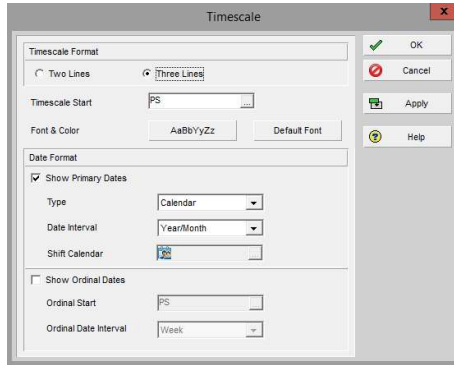 Timescale
x
Timescale Format
Two Lines
Three Lines
Timescale Start
PS
...
Font & Color
AaBbYyZz
Default Font
Date Format
Show Primary Dates
Type
Calendar
Date Interval
Year/Month
Shift Calendar
...
Show Ordinal Dates
Ordinal Start
PS
...
Ordinal Date Interval
Week
OK
Cancel
Apply
? Help